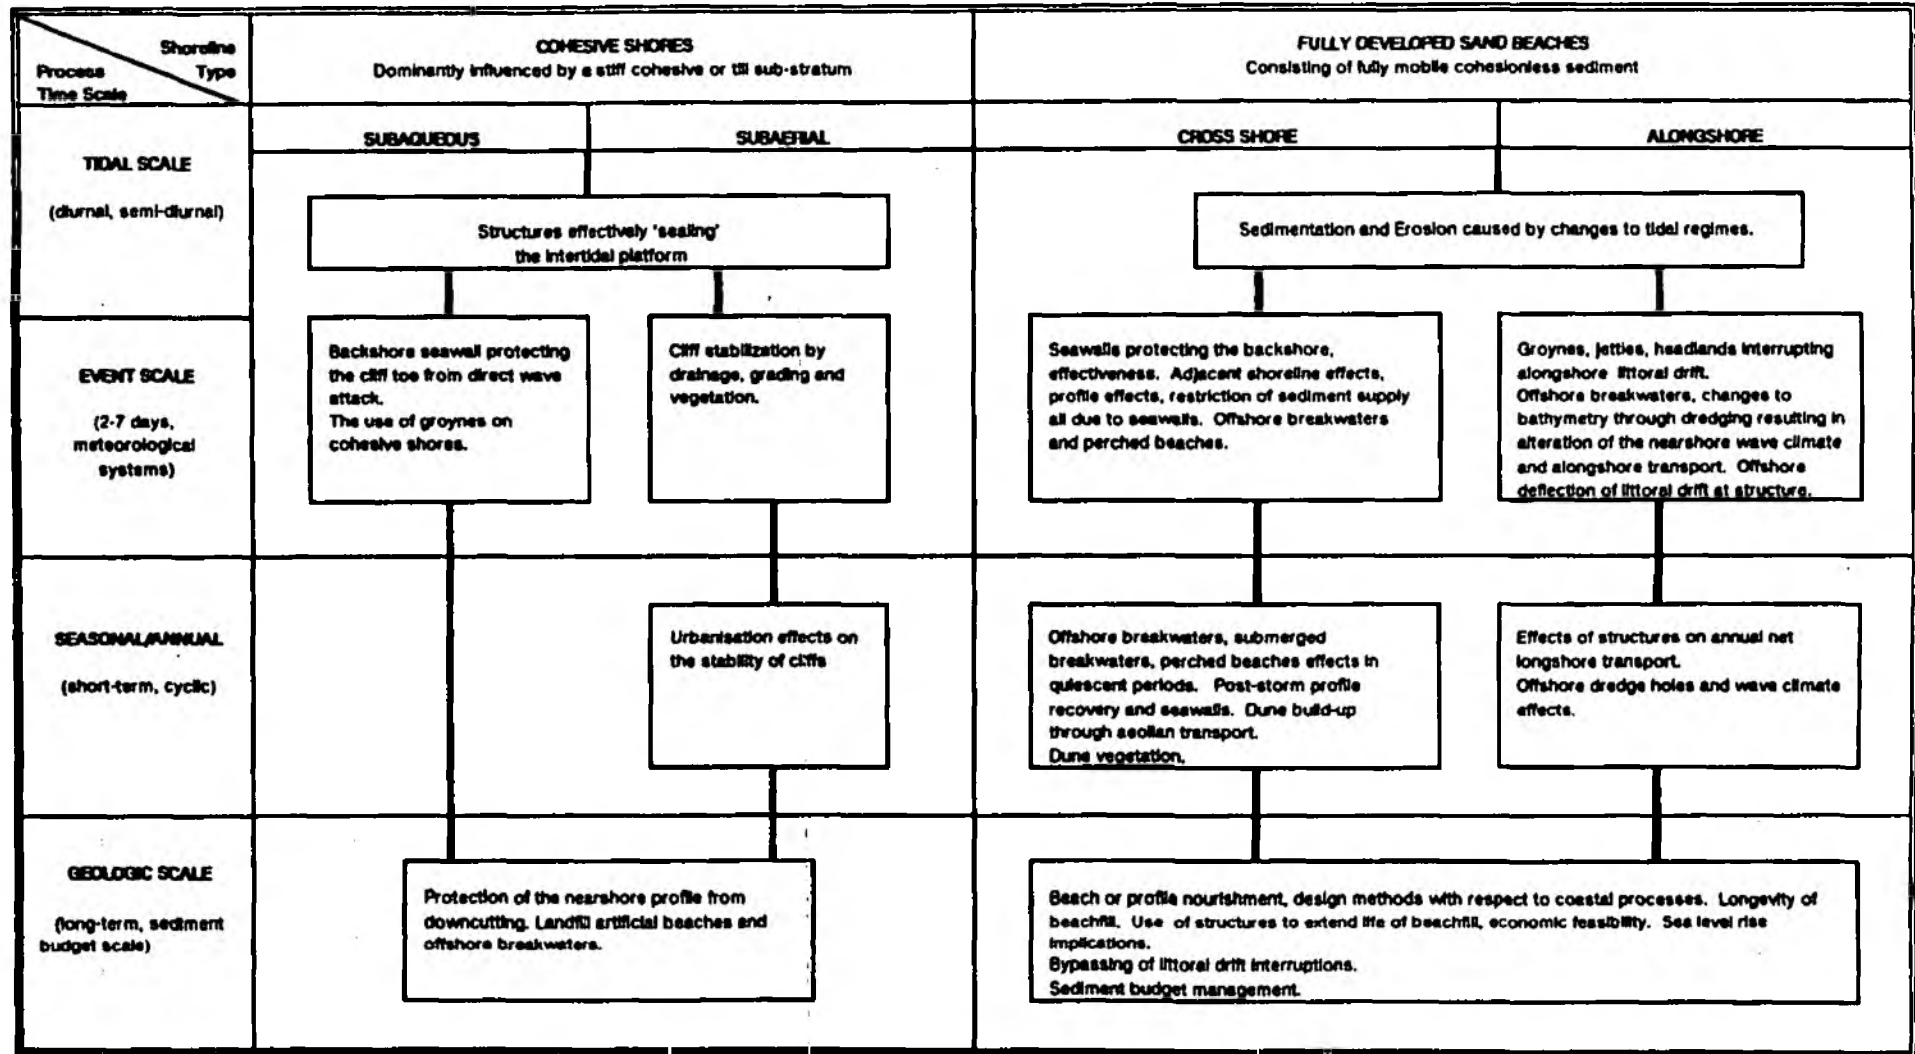 Shoreline
Type
Process
Time Scale
COHESIVE SHORES
Dominantly influenced by a stiff cohesive or till sub-stratum
FULLY DEVELOPED SAND BEACHES
Consisting of fully mobile cohesionless sediment
SUBAQUEOUS
SUBAERIAL
CROSS SHORE
ALONGSHORE
TIDAL SCALE
(diurnal, semi-diurnal)
Structures effectively 'sealing'
the intertidal platform
Sedimentation and Erosion caused by changes to tidal regimes.
EVENT SCALE
(2-7 days,
meteorological
systems)
Backshore seawall protecting
the cliff toe from direct wave
attack.
The use of groynes on
cohesive shores.
Cliff stabilization by
drainage, grading and
vegetation.
Seawalls protecting the backshore,
effectiveness. Adjacent shoreline effects,
profile effects, restriction of sediment supply
all due to seawalls. Offshore breakwaters
and perched beaches.
Groynes, jetties, headlands interrupting
alongshore littoral drift.
Offshore breakwaters, changes to
bathymetry through dredging resulting in
alteration of the nearshore wave climate
and alongshore transport. Offshore
deflection of littoral drift at structure.
SEASONAL/ANNUAL
(short-term, cyclic)
Urbanisation effects on
the stability of cliffs
Offshore breakwaters, submerged
breakwaters, perched beaches effects in
quiescent periods. Post-storm profile
recovery and seawalls. Dune build-up
through aeolian transport.
Dune vegetation.
Effects of structures on annual net
longshore transport.
Offshore dredge holes and wave climate
effects.
GEOLOGIC SCALE
(long-term, sediment
budget scale)
Protection of the nearshore profile from
downcutting. Landfill artificial beaches and
offshore breakwaters.
Beach or profile nourishment, design methods with respect to coastal processes. Longevity of
beachfill. Use of structures to extend life of beachfill, economic feasibility. Sea level rise
implications.
Bypassing of littoral drift interruptions.
Sediment budget management.